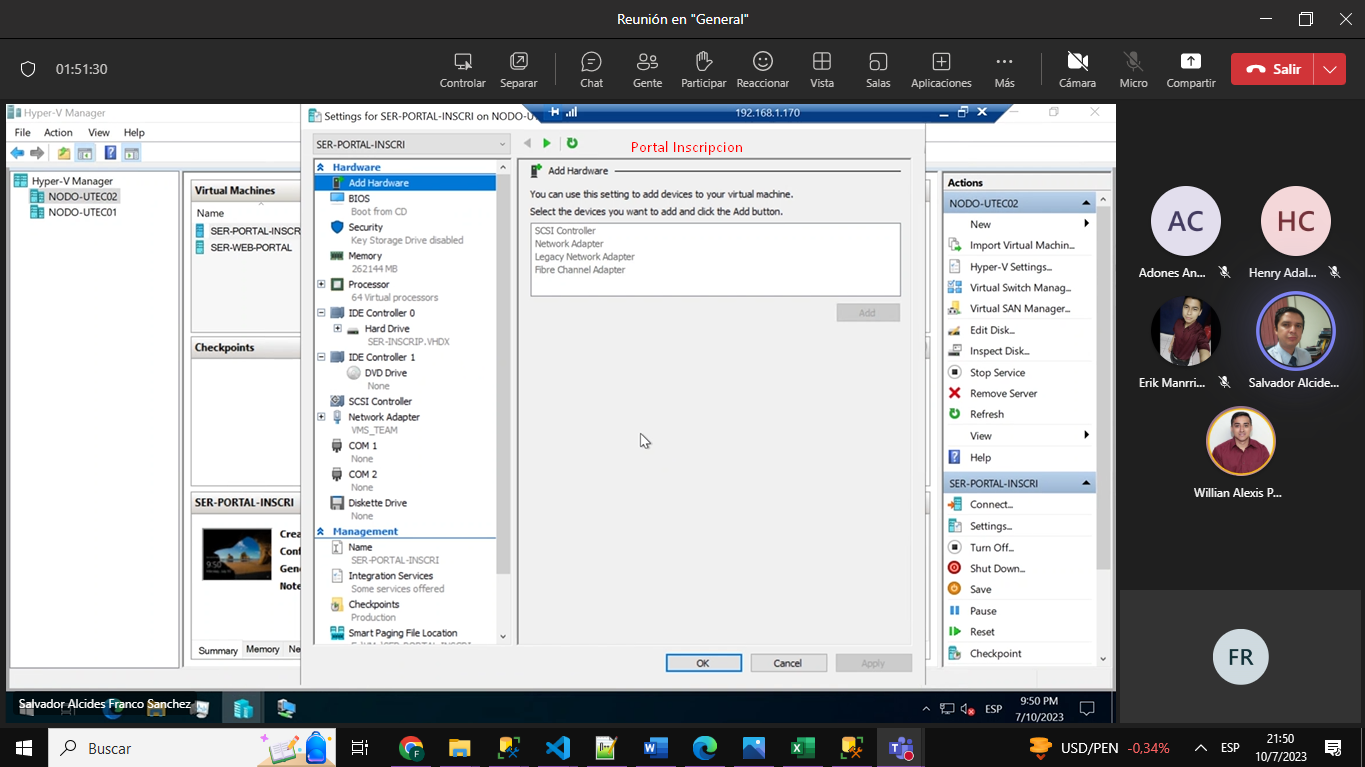 Reunión en "General"
01:51:30
Controlar
Separar
Chat
Gente
Participar
Reaccionar
Vista
Salas
Aplicaciones
Más
Cámara
Micro
Compartir
Salir
Hyper-V Manager
File Action View Help
Hyper-V Manager
NODO-UTEC02
NODO-UTEC01
Virtual Machines
Name
SER-PORTAL-INSCR
SER-WEB-PORTAL
Checkpoints
SER-PORTAL-INSCRI
Crea
Conf
Gene
Note
9:50
Summary Memory Ne
Settings for SER-PORTAL-INSCRI on NODO-U
192.168.1.170
SER-PORTAL-INSCRI
Portal Inscripcion
Hardware
Add Hardware
BIOS
Boot from CD
Security
Key Storage Drive disabled
Memory
262144 MB
Processor
64 Virtual processors
IDE Controller 0
Hard Drive
SER-INSCRIP.VHDX
IDE Controller 1
DVD Drive
None
SCSI Controller
Network Adapter
VMS_TEAM
COM 1
None
COM 2
None
Diskette Drive
None
Management
Name
SER-PORTAL-INSCRI
Integration Services
Some services offered
Checkpoints
Production
Smart Paging File Location
Add Hardware
You can use this setting to add devices to your virtual machine.
Select the devices you want to add and click the Add button.
SCSI Controller
Network Adapter
Legacy Network Adapter
Fibre Channel Adapter
Add
OK
Cancel
Apply
Actions
NODO-UTEC02
New
Import Virtual Machin...
Hyper-V Settings...
Virtual Switch Manag...
Virtual SAN Manager...
Edit Disk...
Inspect Disk...
Stop Service
Remove Server
Refresh
View
Help
SER-PORTAL-INSCRI
Connect...
Settings...
Turn Off...
Shut Down...
Save
Pause
Reset
Checkpoint
AC
Adones An...
HC
Henry Adal...
Erik Manrri...
Salvador Alcide...
Willian Alexis P...
FR
Salvador Alcides Franco Sanchez
ESP
9:50 PM
7/10/2023
Buscar
USD/PEN -0,34%
ESP
21:50
10/7/2023